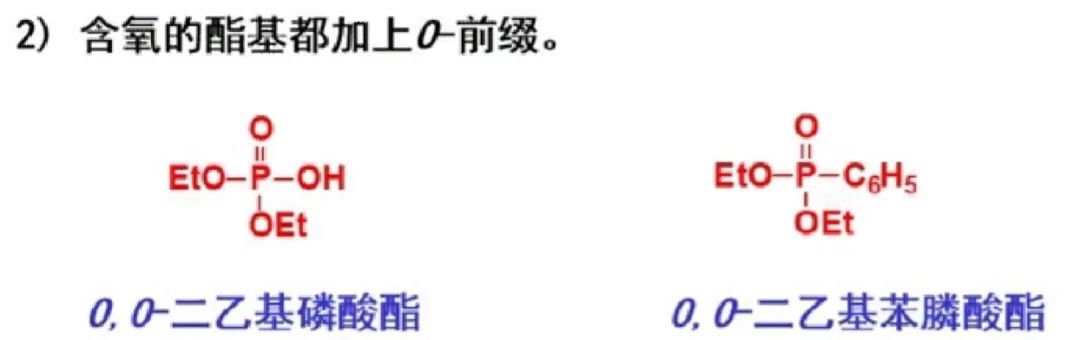 2) 含氧的酯基都加上O-前缀。
O
EtO-P-OH
OEt
O
EtO-P-C₆H₅
OEt
O,O-二乙基磷酸酯
O,O-二乙基苯膦酸酯